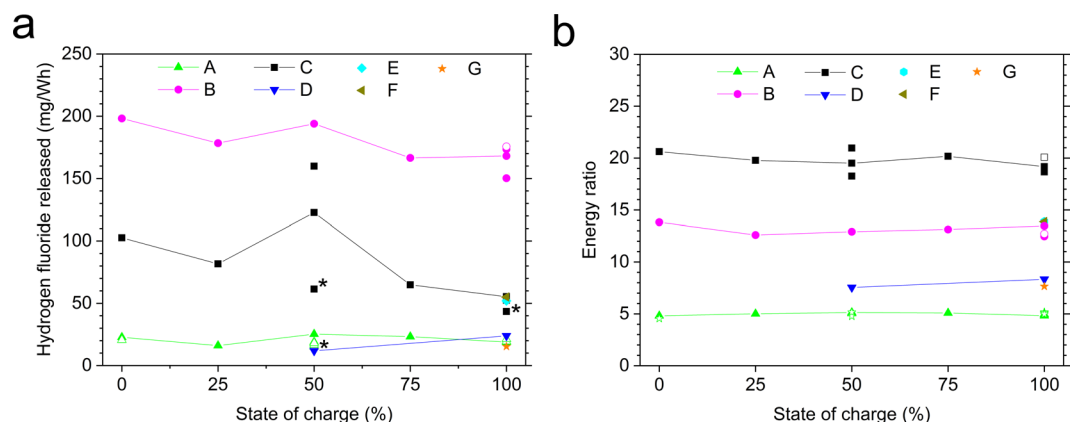 a
Hydrogen fluoride released (mg/Wh)
250
200
150
100
50
0
A
C
E
G
B
D
F
*
*
*
0
25
50
75
100
State of charge (%)
b
Energy ratio
30
25
20
15
10
5
0
A
C
E
G
B
D
F
0
25
50
75
100
State of charge (%)